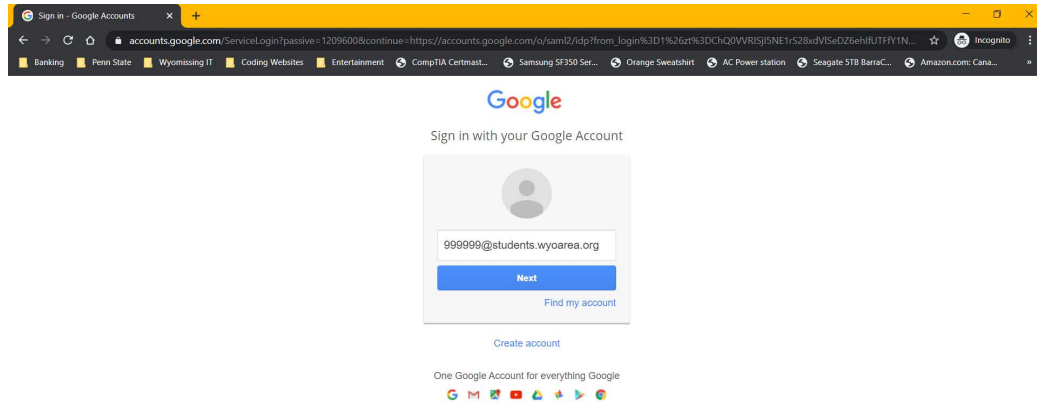 Sign in - Google Accounts
accounts.google.com/ServiceLogin?passive=1209600&continue=https://accounts.google.com/o/saml2/idp?from_login%3D1%26zt%3DChQ0VVRISjI5NE1rS28xdVlSeDZ6ehIfUTFfY1N... Incognito
Banking Penn State Wyomissing IT Coding Websites Entertainment CompTIA Certmast... Samsung SF350 Ser... Orange Sweatshirt AC Power station Seagate 5TB BarraC... Amazon.com: Cana... »
Google
Sign in with your Google Account
999999@students.wyoarea.org
Next
Find my account
Create account
One Google Account for everything Google